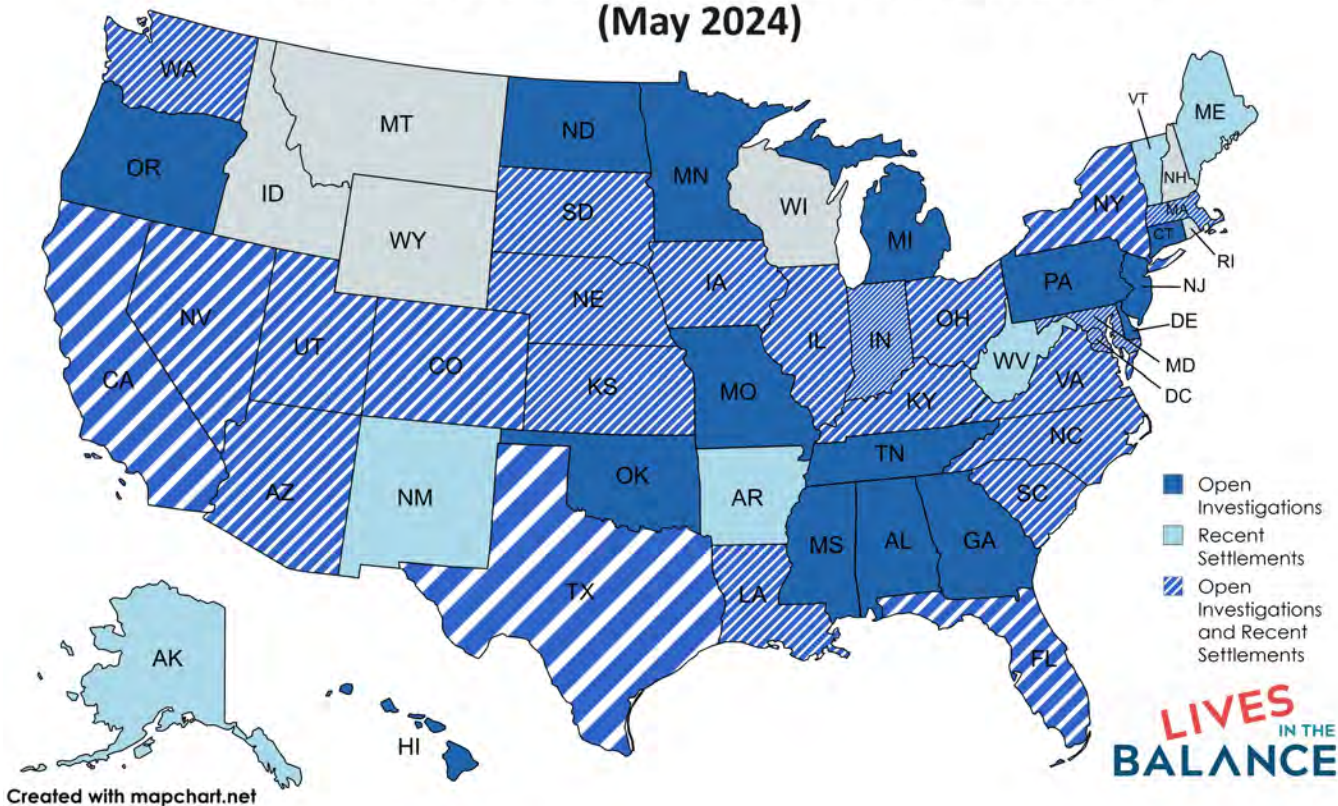 (May 2024)
WA
MT
ND
MN
VT
ME
OR
ID
SD
WI
NH
NY
MA
WY
MI
CT
RI
IA
PA
NJ
NE
NV
OH
DE
UT
IL
IN
CO
WV
MD
CA
KS
MO
VA
DC
KY
NC
TN
AZ
NM
OK
AR
SC
Open
Investigations
MS
AL
GA
Recent
Settlements
TX
LA
Open
Investigations
and Recent
Settlements
FL
AK
HI
LIVES
IN THE
BALANCE
Created with mapchart.net